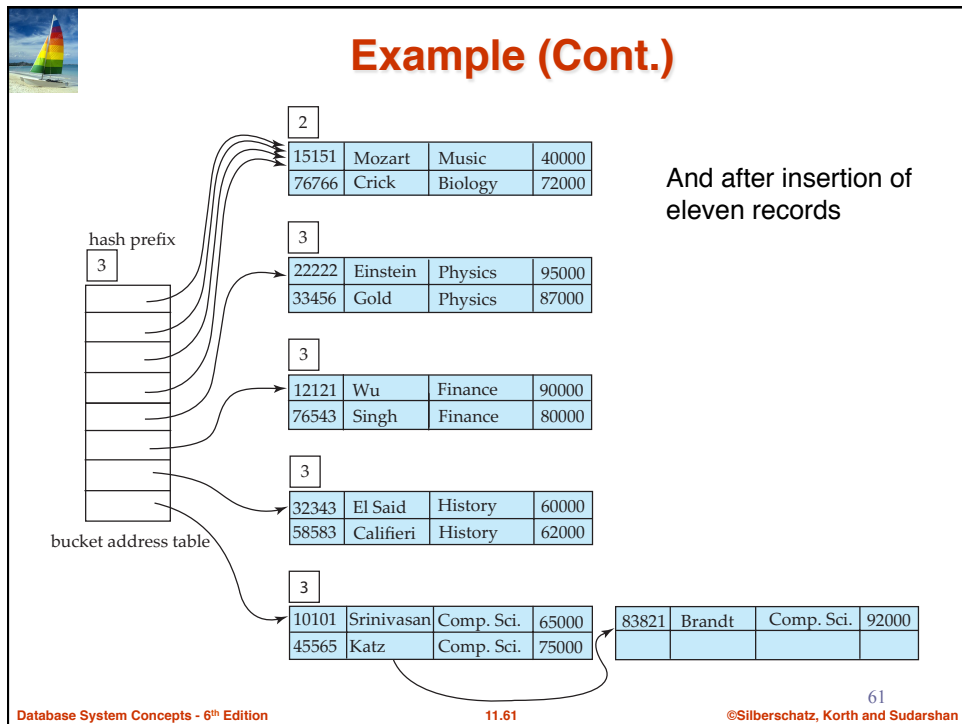 Example (Cont.)
2
15151 Mozart Music 40000
76766 Crick Biology 72000
And after insertion of
eleven records
hash prefix
3
3
22222 Einstein Physics 95000
33456 Gold Physics 87000
3
12121 Wu Finance 90000
76543 Singh Finance 80000
3
32343 El Said History 60000
58583 Califieri History 62000
bucket address table
3
10101 Srinivasan Comp. Sci. 65000
45565 Katz Comp. Sci. 75000
83821 Brandt Comp. Sci. 92000
61
Database System Concepts - 6th Edition 11.61 ©Silberschatz, Korth and Sudarshan